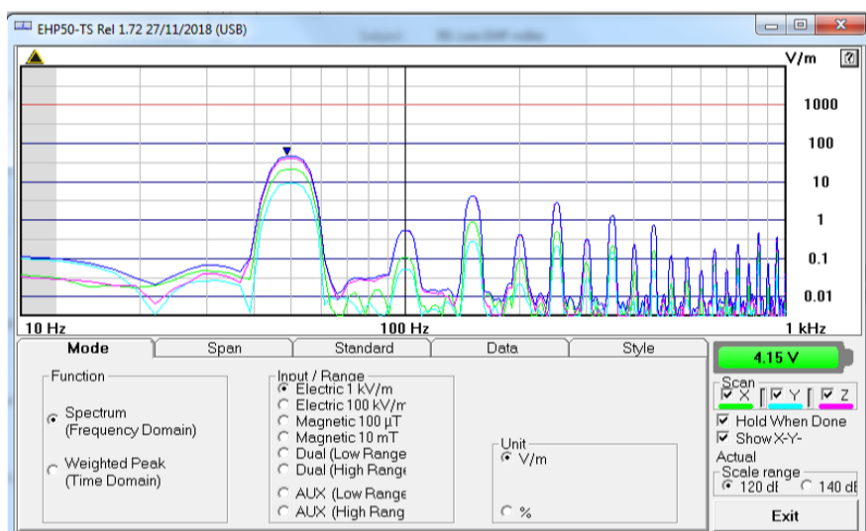 EHP50-TS Rel 1.72 27/11/2018 (USB)
V/m
?
1000
100
10
1
0.1
0.01
10 Hz
100 Hz
1 kHz
Mode
Span
Standard
Data
Style
4.15 V
Function
Spectrum
(Frequency Domain)
Weighted Peak
(Time Domain)
Input / Range
Electric 1 kV/m
Electric 100 kV/m
Magnetic 100 µT
Magnetic 10 mT
Dual (Low Range
Dual (High Range
AUX (Low Range
AUX (High Rang
Unit
V/m
%
Scan
X
Y
Z
Hold When Done
Show X-Y-
Actual
Scale range
120 dB
140 dB
Exit